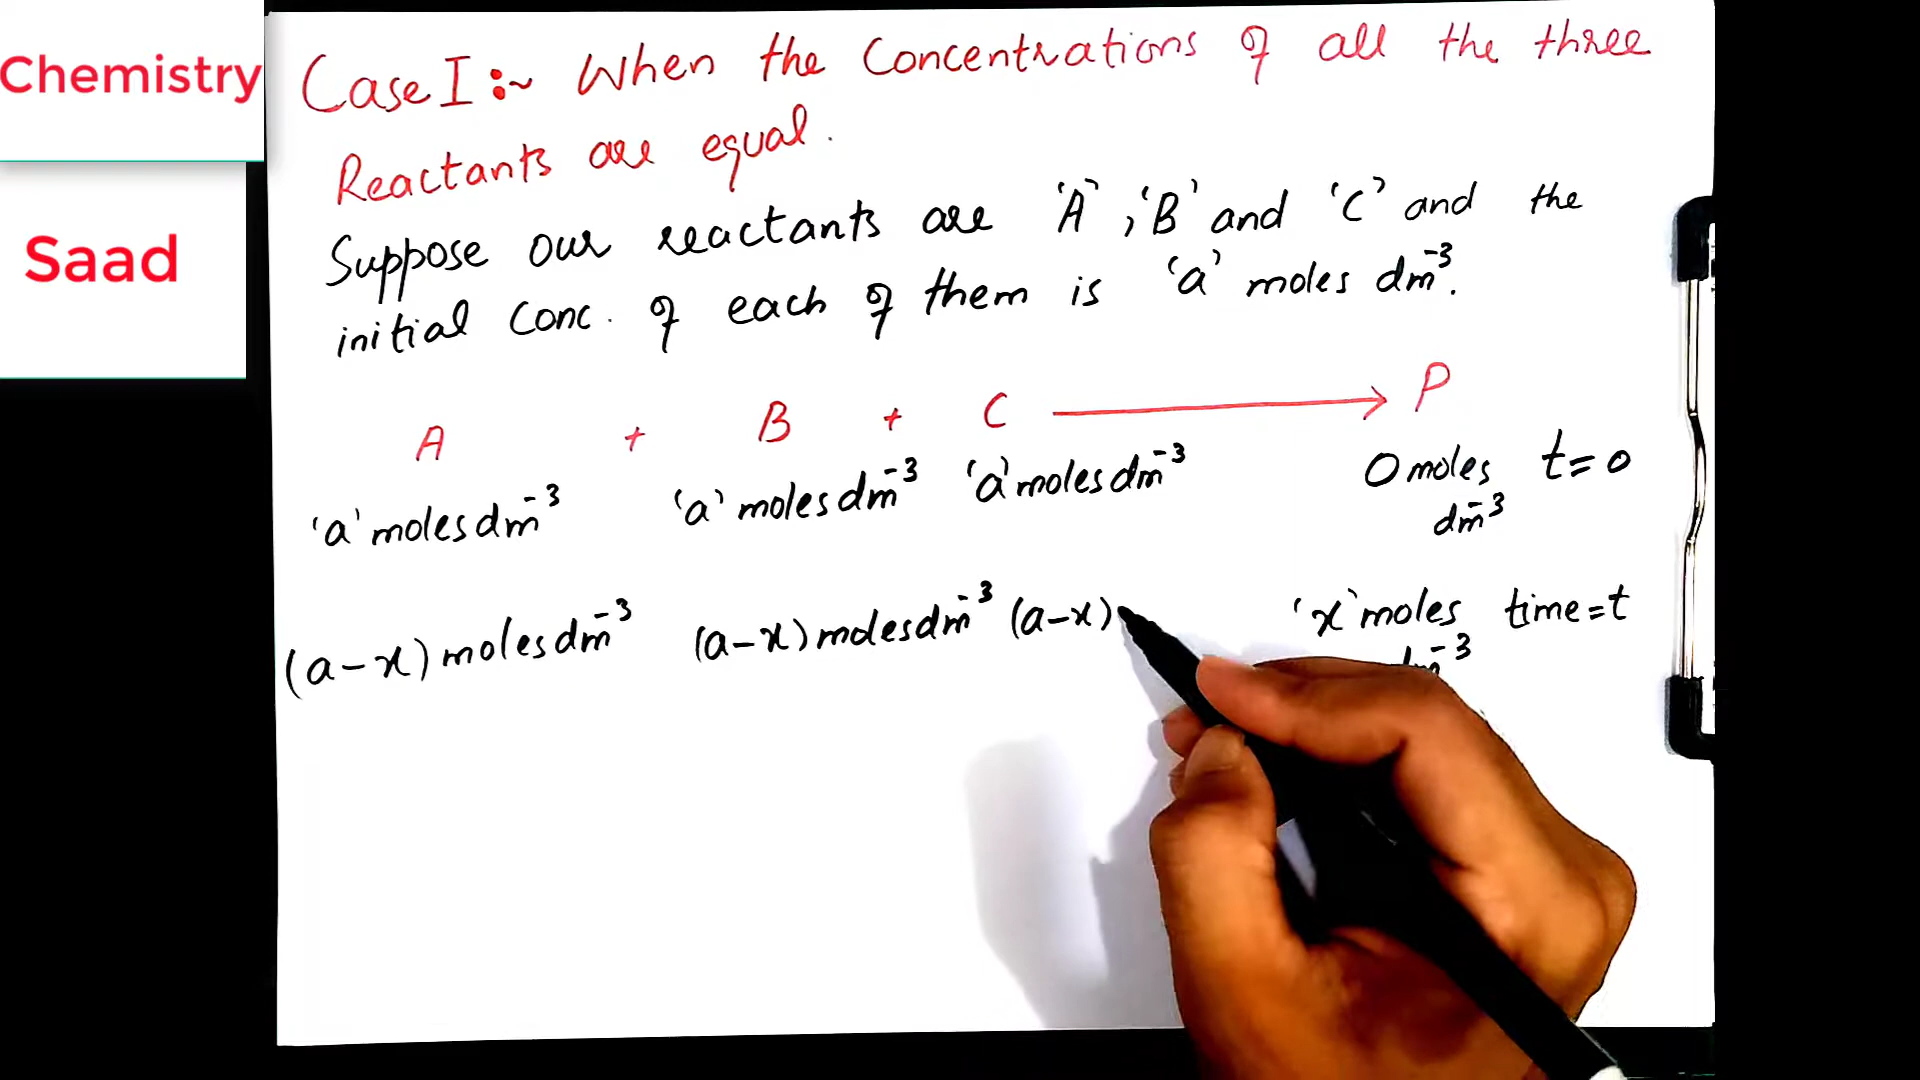 Chemistry
Saad
Case I :~ When the Concentrations of all the three
Reactants are equal.
Suppose our reactants are 'A', 'B' and 'C' and the
initial Conc. of each of them is 'a' moles dm⁻³.
A + B + C ⟶ P
'a' moles dm⁻³ 'a' moles dm⁻³ 'a' moles dm⁻³ 0 moles dm⁻³ t=0
(a-x) moles dm⁻³ (a-x) moles dm⁻³ (a-x) 'x' moles dm⁻³ time=t